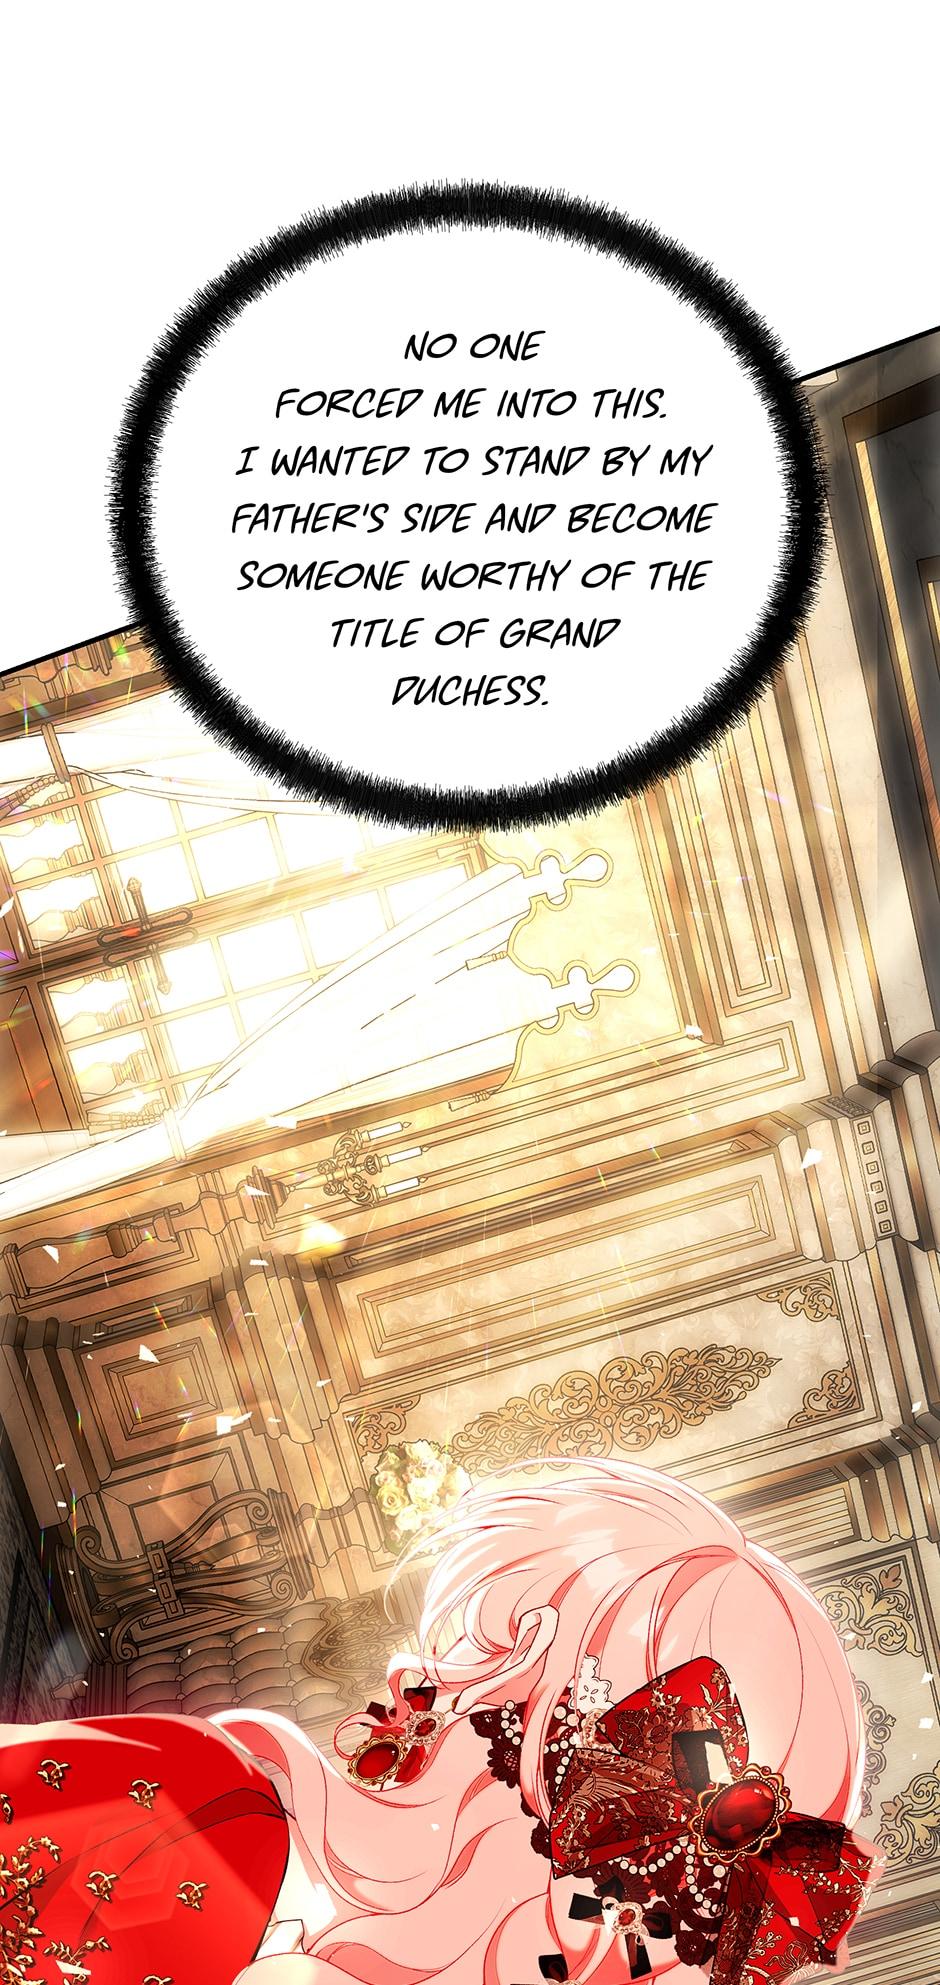 NO ONE
FORCED ME INTO THIS.
I WANTED TO STAND BY MY
FATHER'S SIDE AND BECOME
SOMEONE WORTHY OF THE
TITLE OF GRAND
DUCHESS.